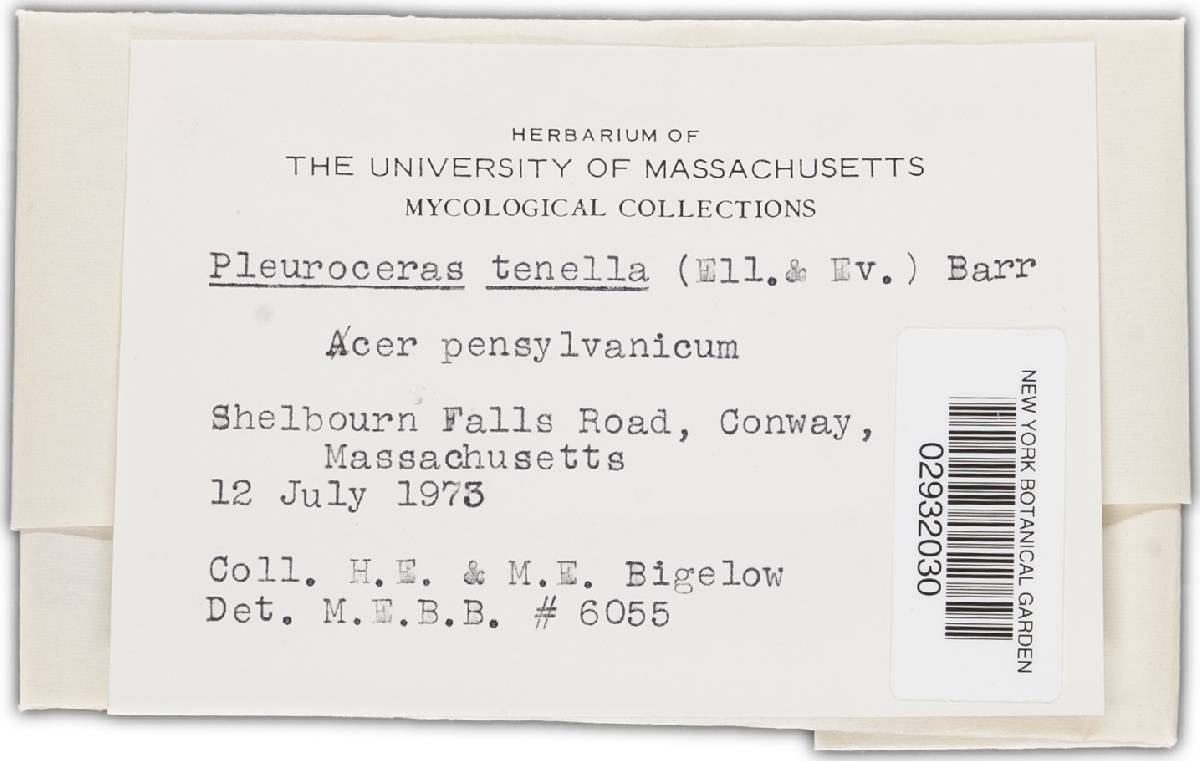 HERBARIUM OF
THE UNIVERSITY OF MASSACHUSETTS
MYCOLOGICAL COLLECTIONS
Pleuroceras tenella (Ell.& Ev.) Barr
Acer pensylvanicum
Shelbourn Falls Road, Conway,
Massachusetts
12 July 1973
Coll. H.E. & M.E. Bigelow
Det. M.E.B.B. # 6055
NEW YORK BOTANICAL GARDEN
02932030